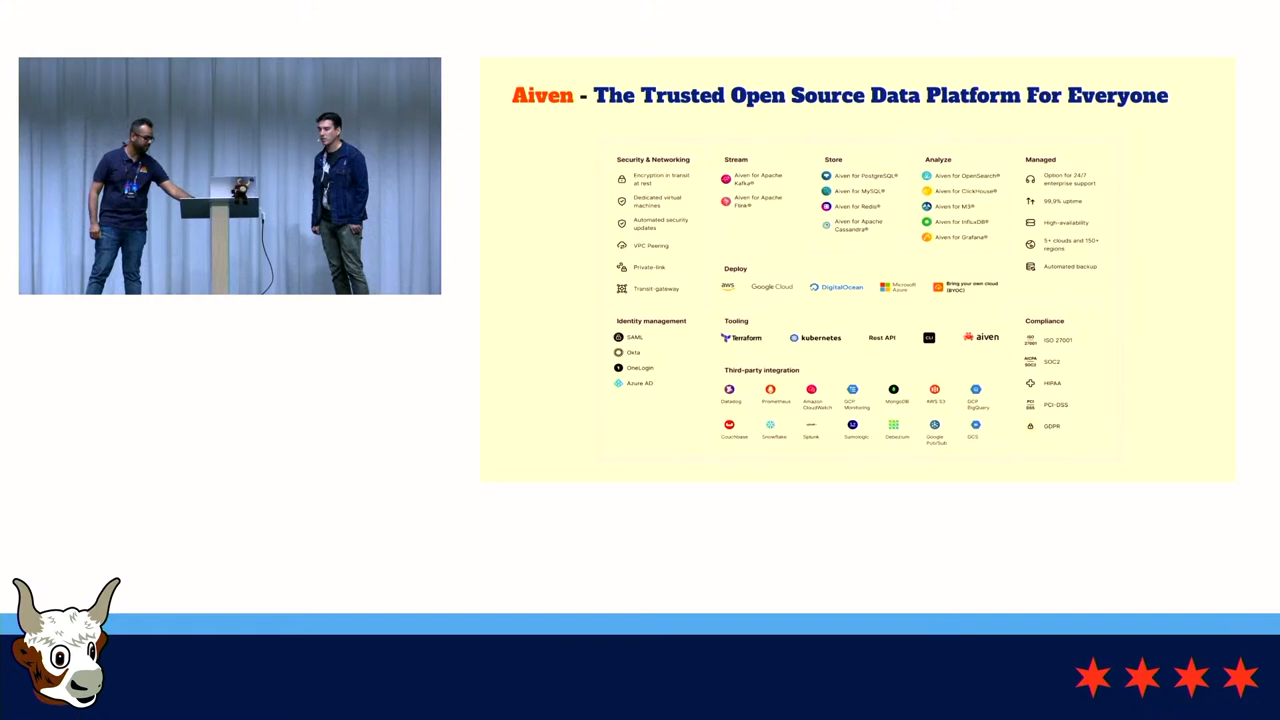 Aiven - The Trusted Open Source Data Platform For Everyone
Security & Networking
Encryption in transit
at rest
Dedicated virtual
machines
Automated security
updates
VPC Peering
Private-link
Transit-gateway
Stream
Aiven for Apache
Kafka®
Aiven for Apache
Flink®
Store
Aiven for PostgreSQL®
Aiven for MySQL®
Aiven for Redis®
Aiven for Apache
Cassandra®
Analyze
Aiven for OpenSearch®
Aiven for ClickHouse®
Aiven for M3®
Aiven for InfluxDB®
Aiven for Grafana®
Managed
Option for 24/7
enterprise support
99,9% uptime
High-availability
5+ clouds and 150+
regions
Automated backup
Deploy
aws
Google Cloud
DigitalOcean
Microsoft
Azure
Bring your own cloud
(BYOC)
Identity management
SAML
Okta
OneLogin
Azure AD
Tooling
Terraform
kubernetes
Rest API
CLI
aiven
Third-party integration
Datadog
Prometheus
Amazon
CloudWatch
GCP
Monitoring
MongoDB
AWS S3
GCP
BigQuery
Couchbase
Snowflake
Splunk
Sumologic
Debezium
Google
Pub/Sub
GCS
Compliance
ISO
27001
ISO 27001
AICPA
SOC2
SOC2
HIPAA
PCI
DSS
PCI-DSS
GDPR